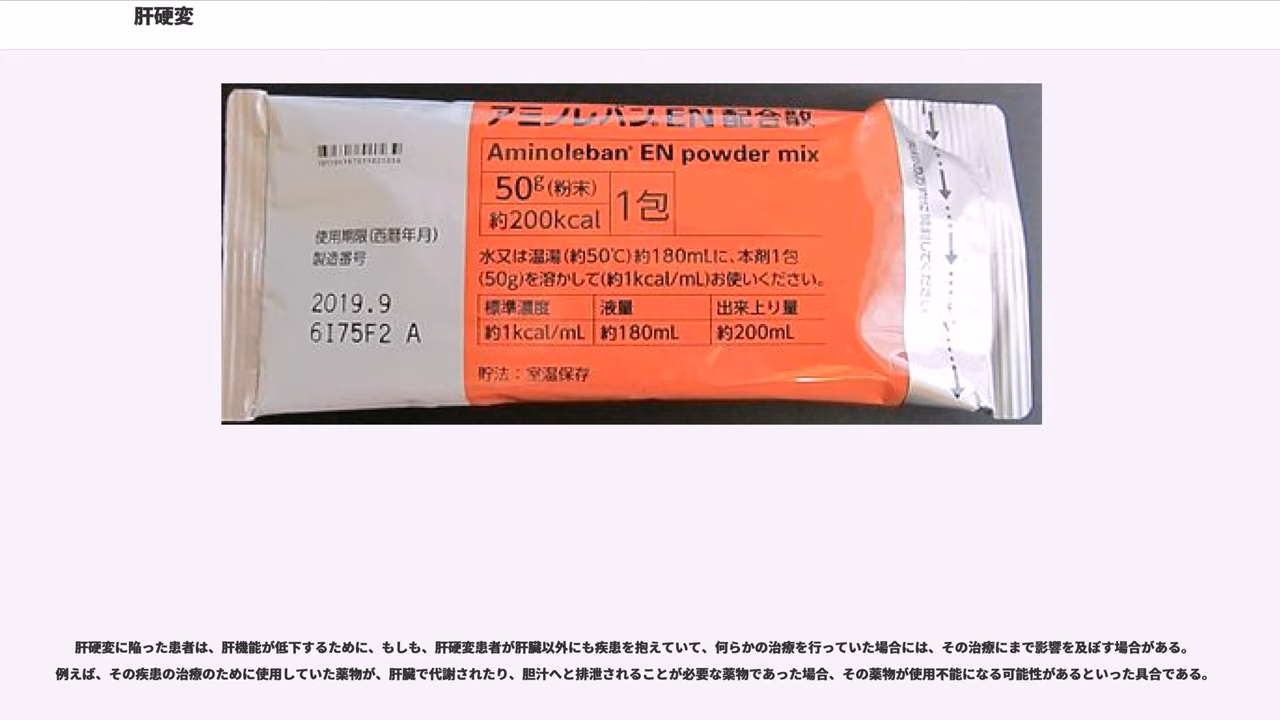 肝硬変
アミノレバン EN 配合散
Aminoleban® EN powder mix
50g(粉末)
1包
約200kcal
使用期限(西暦年月)
製造番号
2019.9
6I75F2 A
水又は温湯(約50℃)約180mLに、本剤1包
(50g)を溶かして(約1kcal/mL)お使いください。
標準濃度 液量 出来上り量
約1kcal/mL 約180mL 約200mL
貯法:室温保存
肝硬変に陥った患者は、肝機能が低下するために、もしも、肝硬変患者が肝臓以外にも疾患を抱えていて、何らかの治療を行っていた場合には、その治療にまで影響を及ぼす場合がある。
例えば、その疾患の治療のために使用していた薬物が、肝臓で代謝されたり、胆汁へと排泄されることが必要な薬物であった場合、その薬物が使用不能になる可能性があるといった具合である。